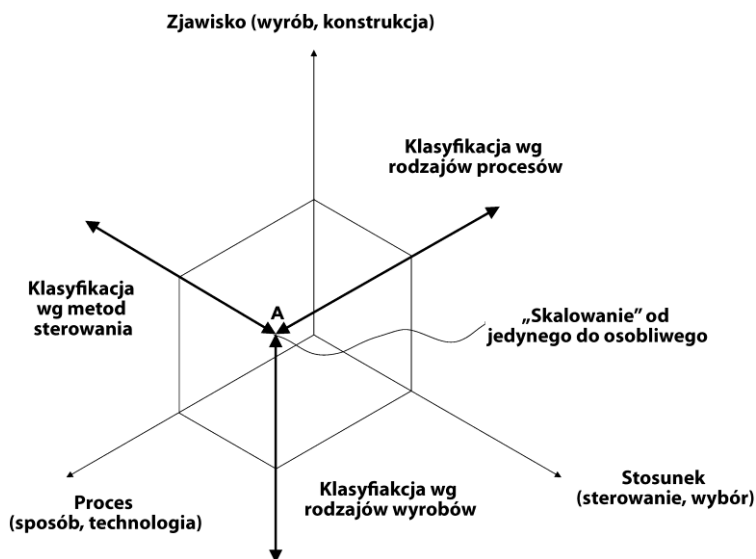 Zjawisko (wyrób, konstrukcja)
Klasyfikacja wg
rodzajów procesów
Klasyfikacja
wg metod
sterowania
A
„Skalowanie” od
jedynego do osobliwego
Proces
(sposób, technologia)
Klasyfiakcja wg
rodzajów wyrobów
Stosunek
(sterowanie, wybór)